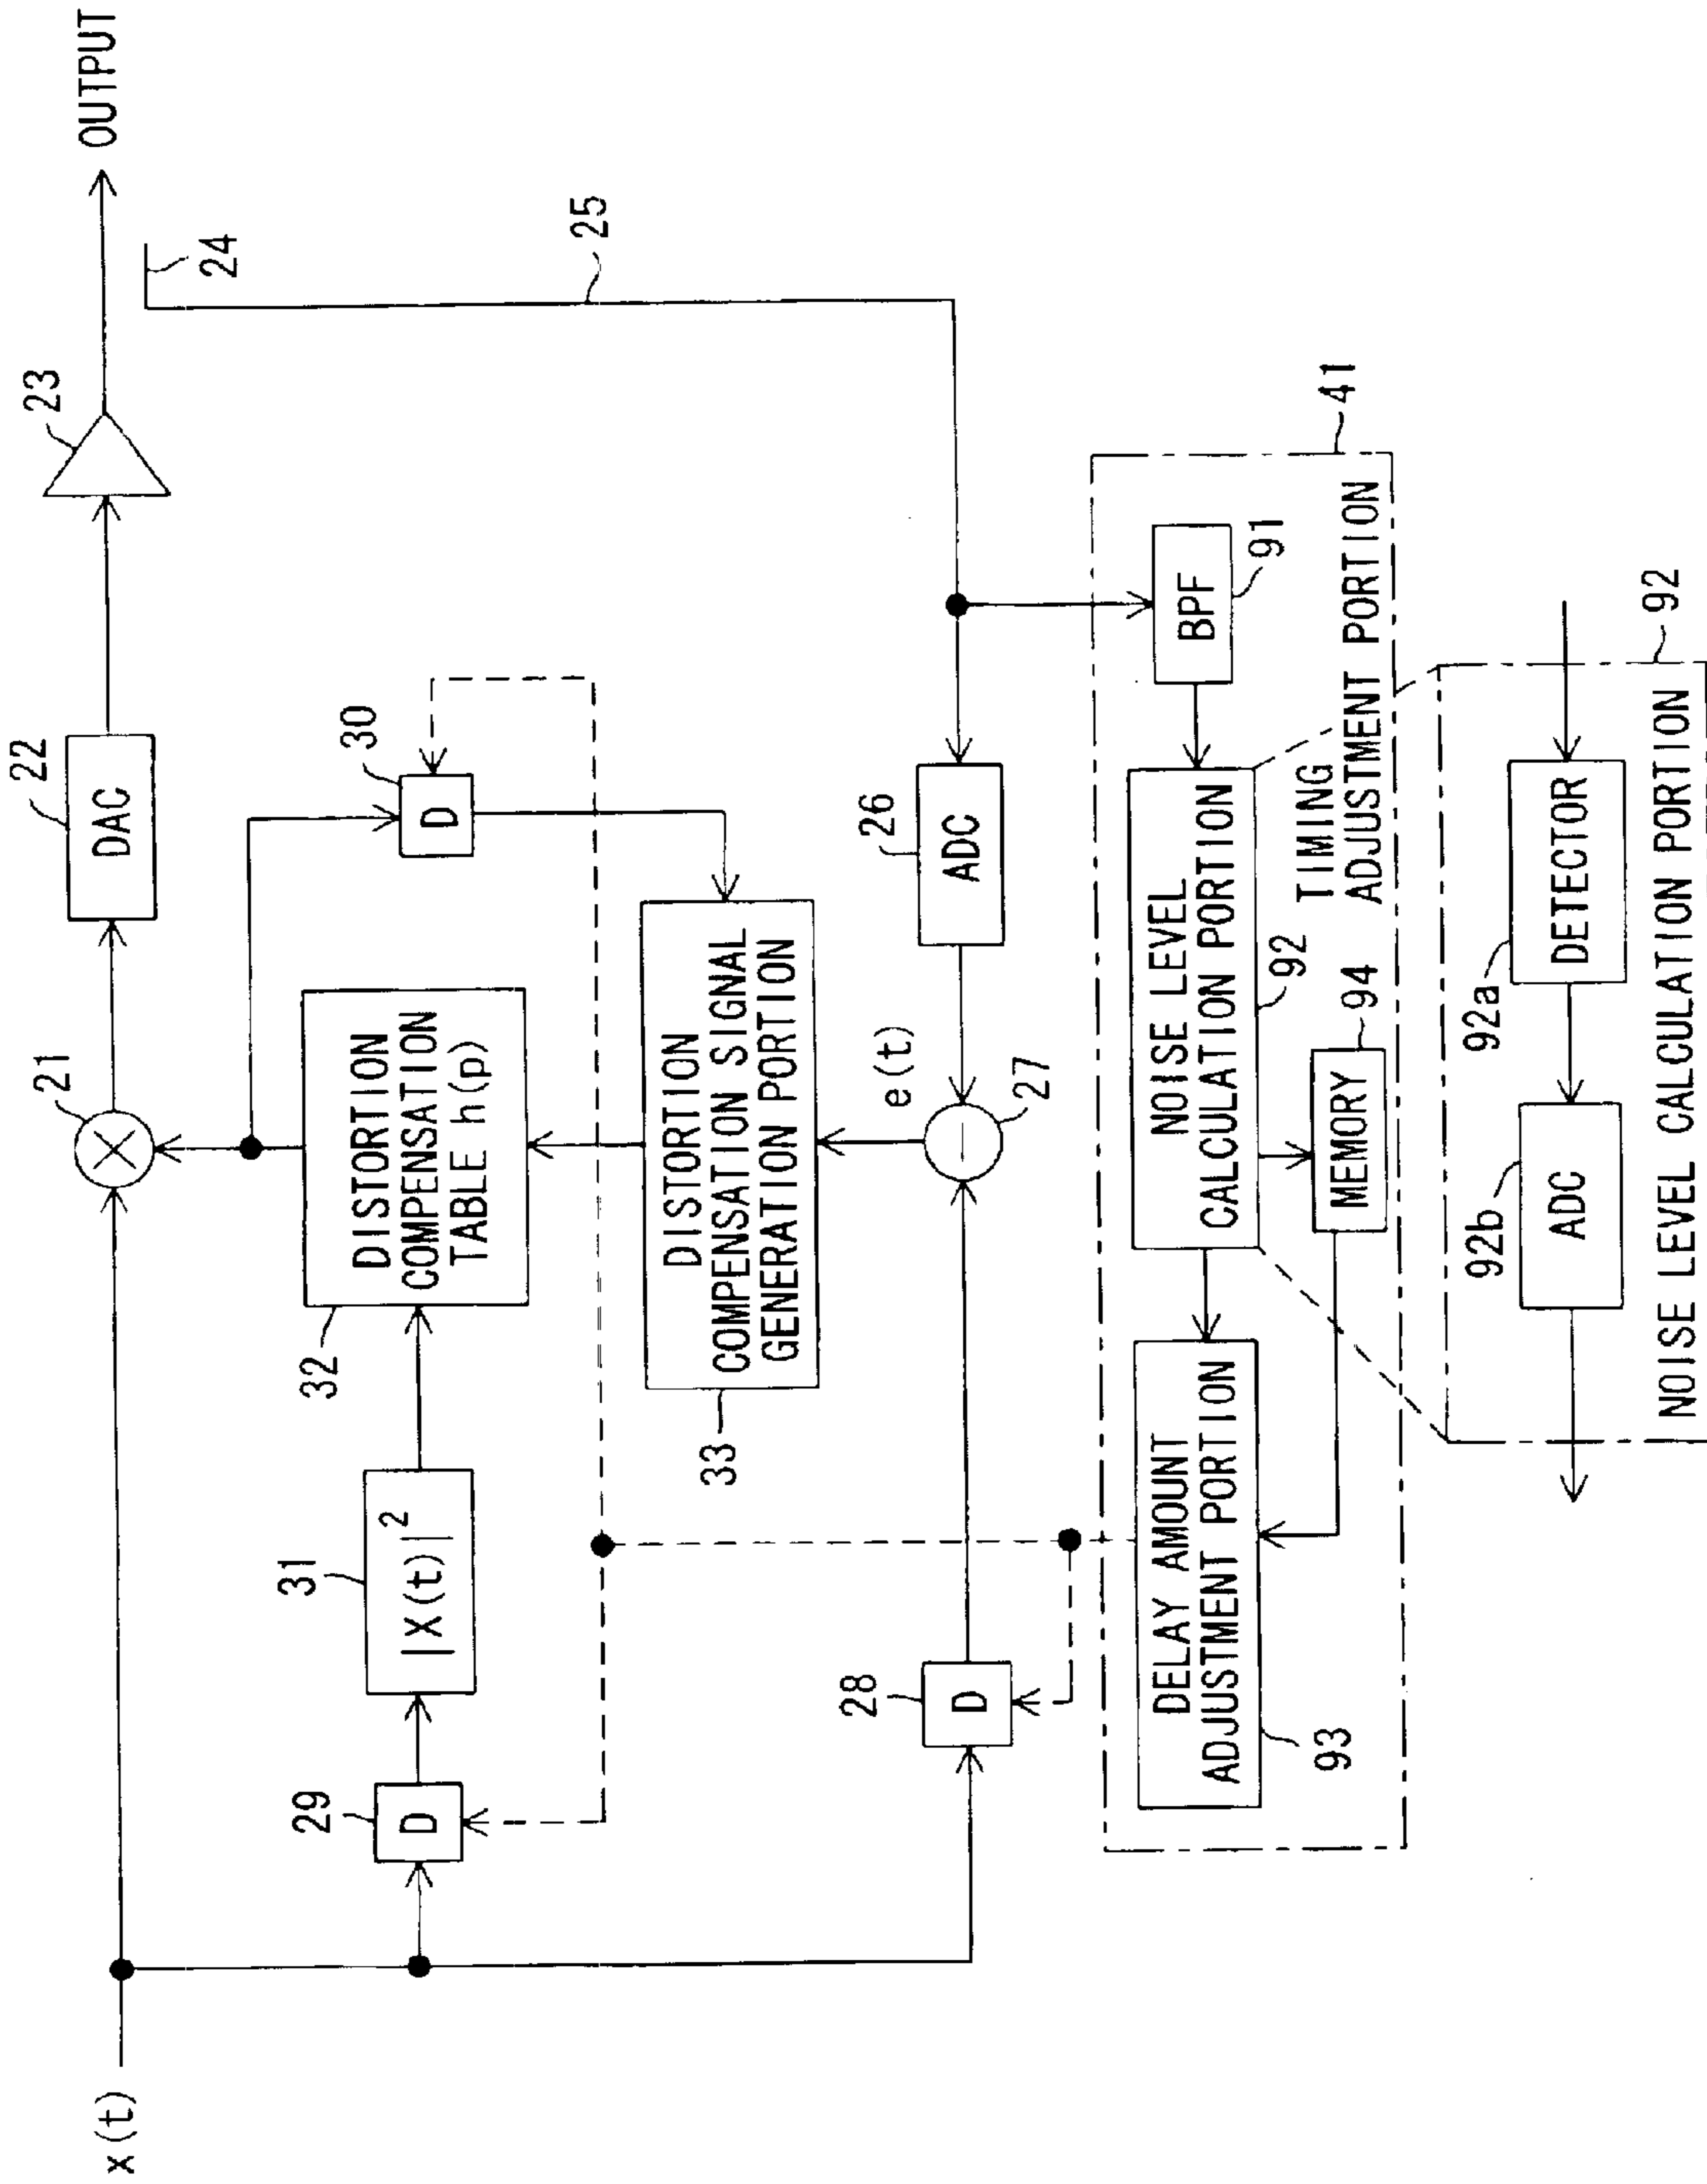 x(t)
21
22
DAC
23
OUTPUT
24
25
29
D
31
|X(t)|²
32
DISTORTION
COMPENSATION
TABLE h(p)
30
D
33
DISTORTION
COMPENSATION SIGNAL
GENERATION PORTION
28
D
e(t)
27
26
ADC
41
TIMING
ADJUSTMENT PORTION
BPF
91
NOISE LEVEL
CALCULATION PORTION
92
DELAY AMOUNT
ADJUSTMENT PORTION
93
MEMORY
94
92
92a
DETECTOR
92b
ADC
NOISE LEVEL CALCULATION PORTION